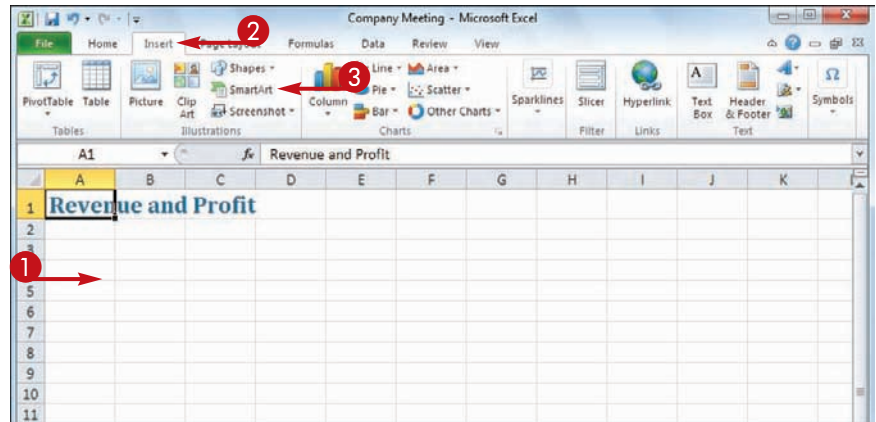 Company Meeting - Microsoft Excel
File Home Insert Page Layout Formulas Data Review View
2
Shapes
SmartArt
Screenshot
3
Line
Pie
Bar
Area
Scatter
Other Charts
PivotTable Table Picture Clip Art Column Sparklines Slicer Hyperlink Text Box Header & Footer Symbols
Tables Illustrations Charts Filter Links Text
A1 fx Revenue and Profit
A B C D E F G H I J K
1 Revenue and Profit
2
3
1
5
6
7
8
9
10
11